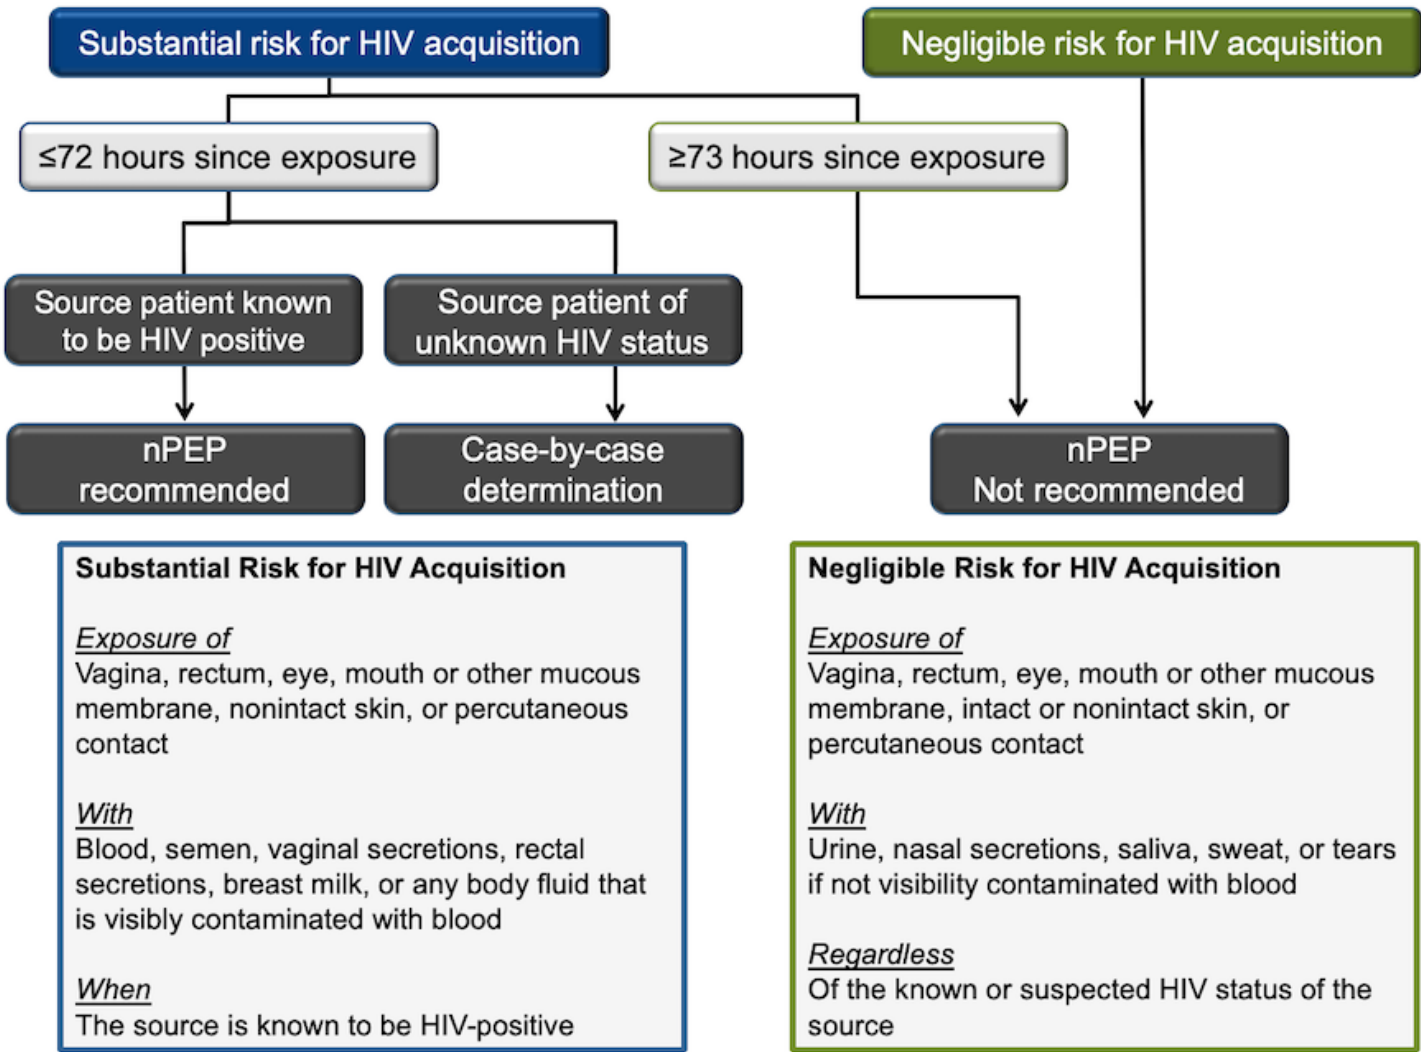 Substantial risk for HIV acquisition
Negligible risk for HIV acquisition
≤72 hours since exposure
≥73 hours since exposure
Source patient known
to be HIV positive
Source patient of
unknown HIV status
nPEP
recommended
Case-by-case
determination
nPEP
Not recommended
Substantial Risk for HIV Acquisition
Exposure of
Vagina, rectum, eye, mouth or other mucous
membrane, nonintact skin, or percutaneous
contact
With
Blood, semen, vaginal secretions, rectal
secretions, breast milk, or any body fluid that
is visibly contaminated with blood
When
The source is known to be HIV-positive
Negligible Risk for HIV Acquisition
Exposure of
Vagina, rectum, eye, mouth or other mucous
membrane, intact or nonintact skin, or
percutaneous contact
With
Urine, nasal secretions, saliva, sweat, or tears
if not visibility contaminated with blood
Regardless
Of the known or suspected HIV status of the
source